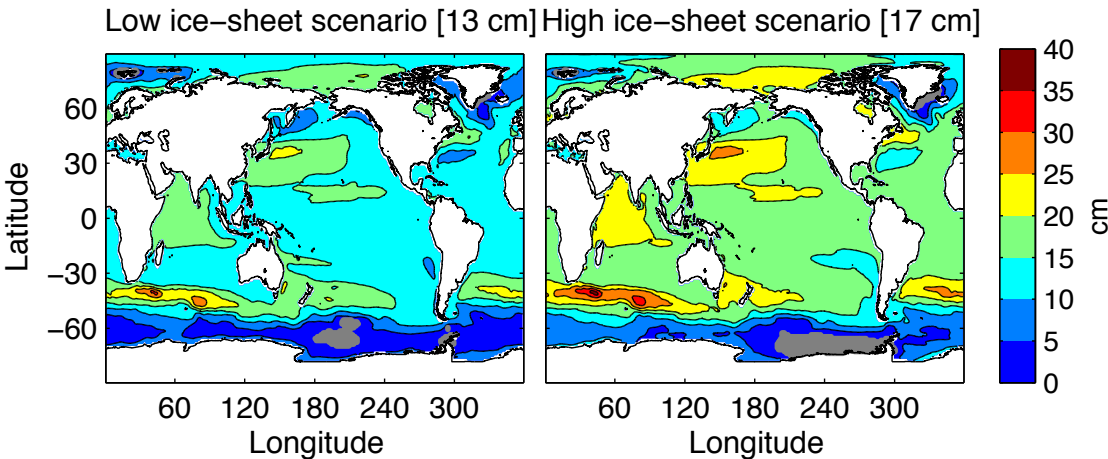 Low ice−sheet scenario [13 cm]
High ice−sheet scenario [17 cm]
Latitude
60
30
0
−30
−60
60 120 180 240 300
Longitude
60 120 180 240 300
Longitude
40
35
30
25
20
15
10
5
0
cm